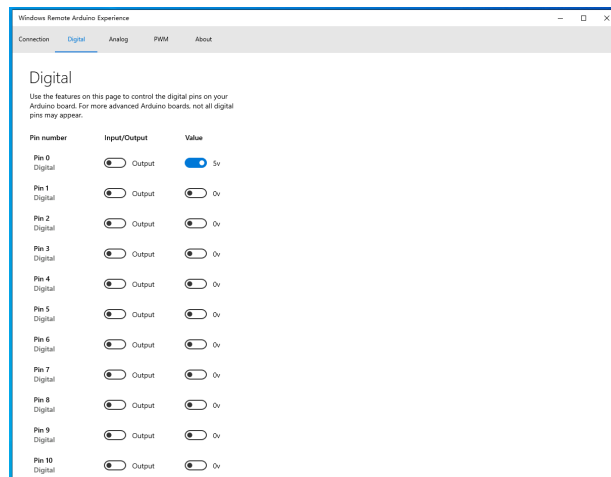 Windows Remote Arduino Experience
Connection Digital Analog PWM About
Digital
Use the features on this page to control the digital pins on your
Arduino board. For more advanced Arduino boards, not all digital
pins may appear.
Pin number Input/Output Value
Pin 0
Digital Output 5v
Pin 1
Digital Output 0v
Pin 2
Digital Output 0v
Pin 3
Digital Output 0v
Pin 4
Digital Output 0v
Pin 5
Digital Output 0v
Pin 6
Digital Output 0v
Pin 7
Digital Output 0v
Pin 8
Digital Output 0v
Pin 9
Digital Output 0v
Pin 10
Digital Output 0v